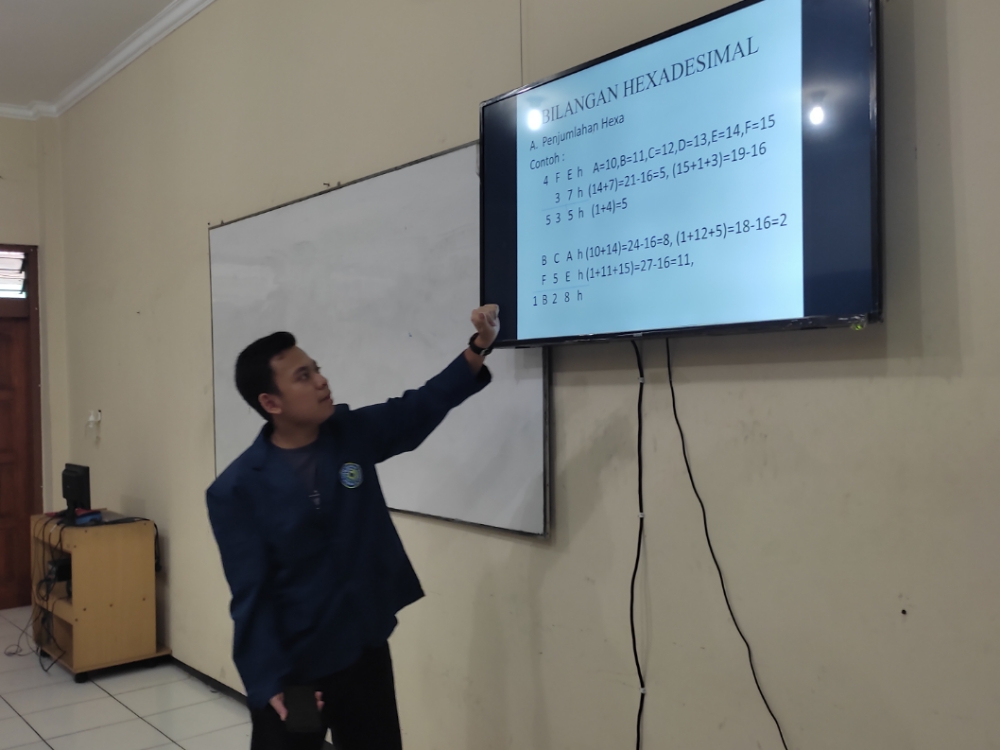 BILANGAN HEXADESIMAL
A. Penjumlahan Hexa
Contoh :
4 F E h A=10,B=11,C=12,D=13,E=14,F=15
3 7 h (14+7)=21-16=5, (15+1+3)=19-16
5 3 5 h (1+4)=5
B C A h (10+14)=24-16=8, (1+12+5)=18-16=2
F 5 E h (1+11+15)=27-16=11,
1 B 2 8 h